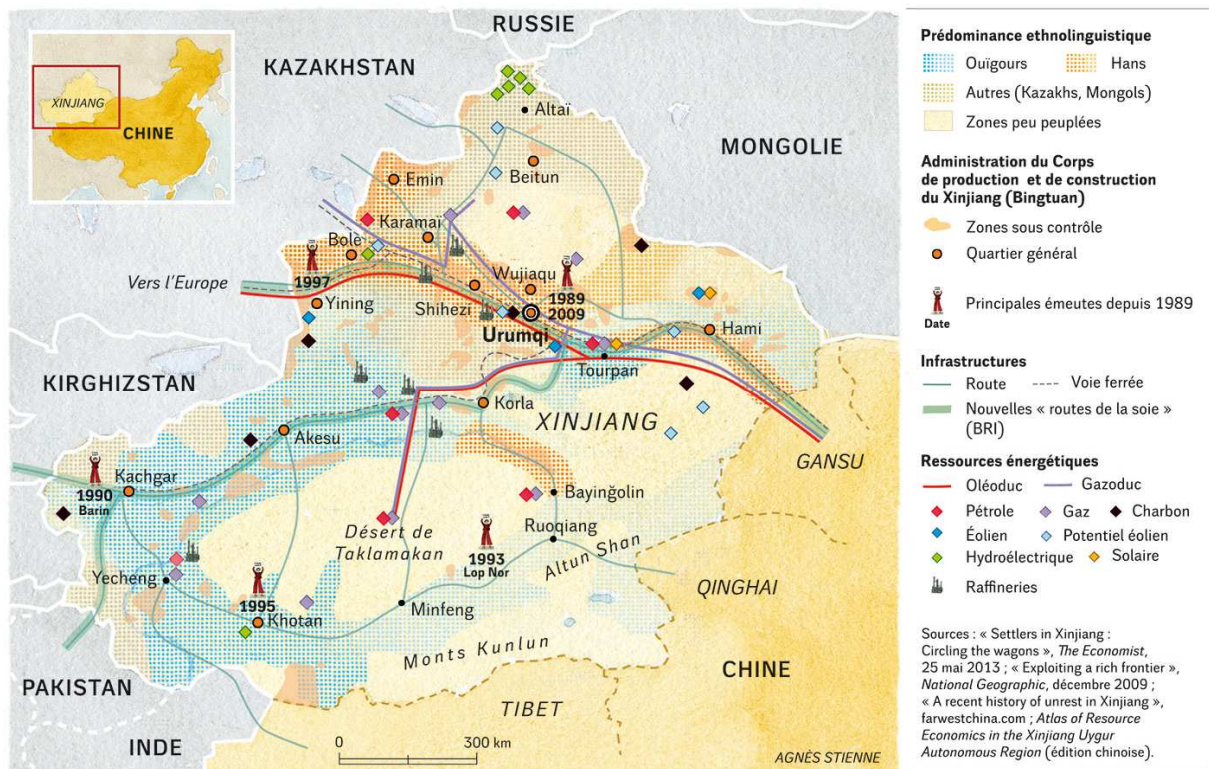 RUSSIE
KAZAKHSTAN
XINJIANG
CHINE
Altaï
MONGOLIE
Emin
Beitun
Karamaï
Bole
1997
Vers l'Europe
Wujiaqu
Yining
Shihezi
1989
2009
Urumqi
Hami
Tourpan
KIRGHIZSTAN
Korla
XINJIANG
Akesu
GANSU
Kachgar
1990
Barin
Bayinğolin
Désert de
Taklamakan
Ruoqiang
1993
Lop Nor
Altun Shan
Yecheng
1995
Khotan
Minfeng
QINGHAI
Monts Kunlun
CHINE
PAKISTAN
TIBET
INDE
0
300 km
AGNÈS STIENNE
Prédominance ethnolinguistique
Ouïgours
Hans
Autres (Kazakhs, Mongols)
Zones peu peuplées
Administration du Corps
de production et de construction
du Xinjiang (Bingtuan)
Zones sous contrôle
Quartier général
Principales émeutes depuis 1989
Date
Infrastructures
Route
Voie ferrée
Nouvelles « routes de la soie »
(BRI)
Ressources énergétiques
Oléoduc
Gazoduc
Pétrole
Gaz
Charbon
Éolien
Potentiel éolien
Hydroélectrique
Solaire
Raffineries
Sources : « Settlers in Xinjiang :
Circling the wagons », The Economist,
25 mai 2013 ; « Exploiting a rich frontier »,
National Geographic, décembre 2009 ;
« A recent history of unrest in Xinjiang »,
farwestchina.com ; Atlas of Resource
Economics in the Xinjiang Uygur
Autonomous Region (édition chinoise).